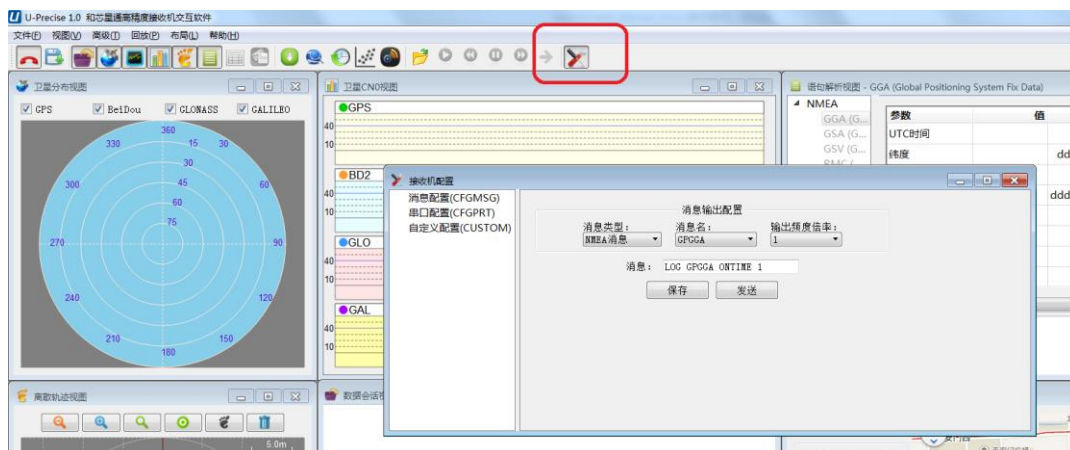 U-Precise 1.0 和芯星通高精度接收机交互软件
文件(F) 视图(V) 高级(I) 回放(P) 布局(L) 帮助(H)
卫星分布视图
GPS BeiDou GLONASS GALILEO
360
330 15 30
30
300 45 60
60
75
270 90
240 120
210 150
180
卫星CN0视图
GPS
40
10
BD2
40
10
GLO
40
10
GAL
40
10
语句解析视图 - GGA (Global Positioning System Fix Data)
NMEA
GGA (G...
GSA (G...
GSV (G...
RMC (
参数 值
UTC时间
纬度 dd
ddd
接收机配置
消息配置(CFGMSG)
串口配置(CFGPRT)
自定义配置(CUSTOM)
消息输出配置
消息类型: 消息名: 输出频度倍率:
NMEA消息 GPGGA 1
消息: LOG GPGGA ONTIME 1
保存 发送
离散轨迹视图
5.0m
数据会话